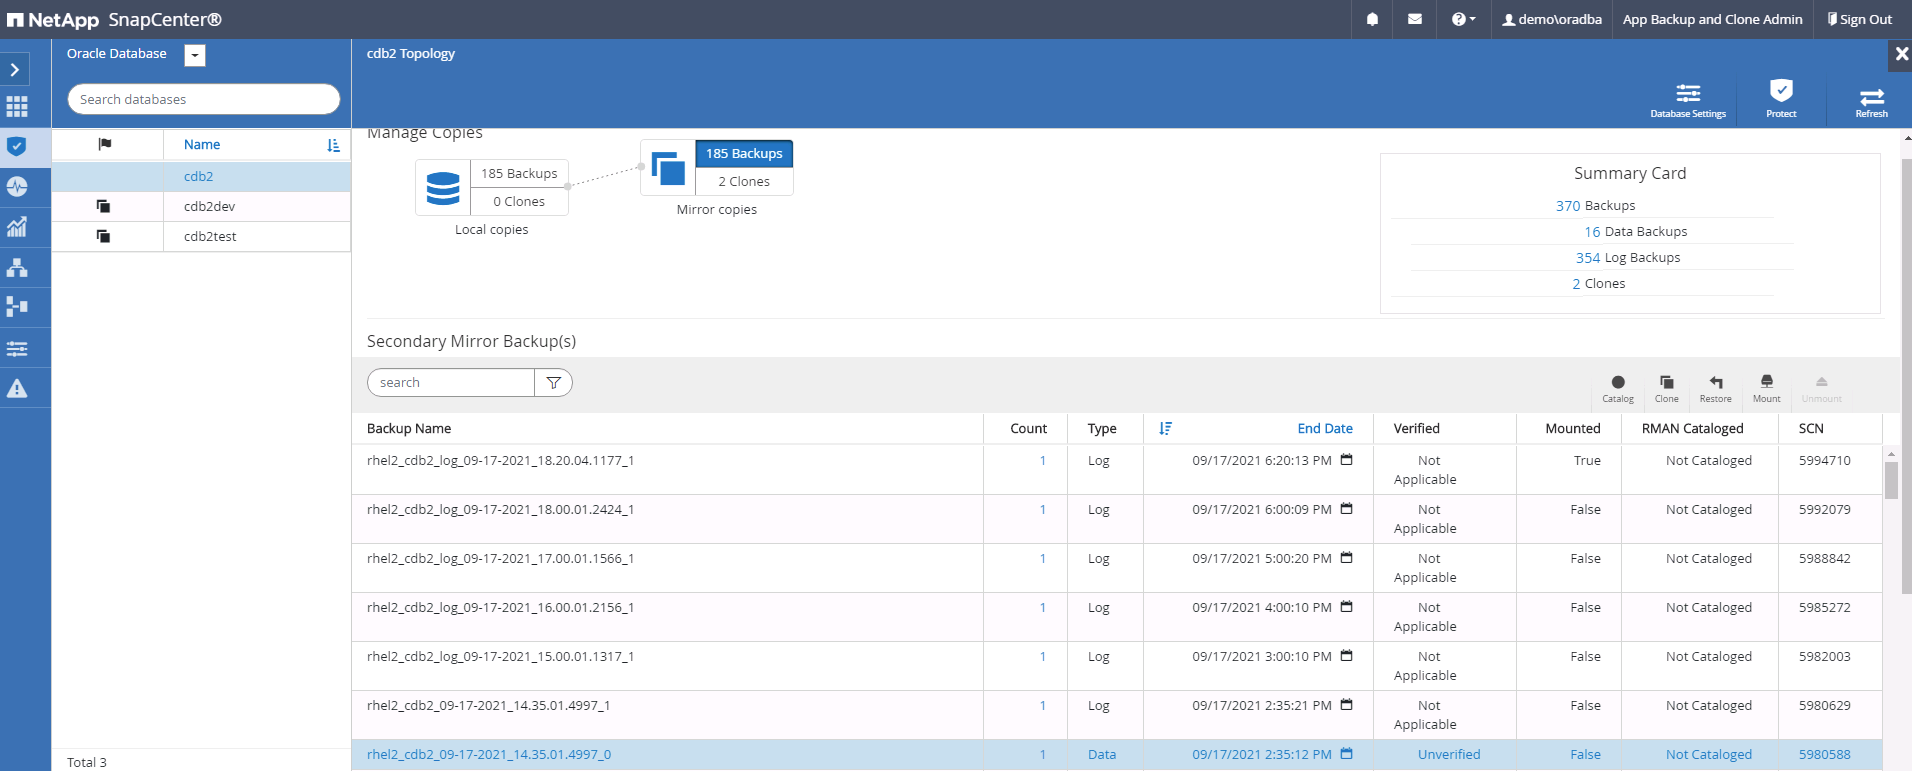 NetApp SnapCenter®
demo\oradba
App Backup and Clone Admin
Sign Out
Oracle Database
Search databases
Name
cdb2
cdb2dev
cdb2test
Total 3
cdb2 Topology
Database Settings
Protect
Refresh
Manage Copies
185 Backups
0 Clones
Local copies
185 Backups
2 Clones
Mirror copies
Summary Card
370 Backups
16 Data Backups
354 Log Backups
2 Clones
Secondary Mirror Backup(s)
search
Catalog
Clone
Restore
Mount
Unmount
Backup Name Count Type End Date Verified Mounted RMAN Cataloged SCN
rhel2_cdb2_log_09-17-2021_18.20.04.1177_1 1 Log 09/17/2021 6:20:13 PM Not True Not Cataloged 5994710
Applicable
rhel2_cdb2_log_09-17-2021_18.00.01.2424_1 1 Log 09/17/2021 6:00:09 PM Not False Not Cataloged 5992079
Applicable
rhel2_cdb2_log_09-17-2021_17.00.01.1566_1 1 Log 09/17/2021 5:00:20 PM Not False Not Cataloged 5988842
Applicable
rhel2_cdb2_log_09-17-2021_16.00.01.2156_1 1 Log 09/17/2021 4:00:10 PM Not False Not Cataloged 5985272
Applicable
rhel2_cdb2_log_09-17-2021_15.00.01.1317_1 1 Log 09/17/2021 3:00:10 PM Not False Not Cataloged 5982003
Applicable
rhel2_cdb2_09-17-2021_14.35.01.4997_1 1 Log 09/17/2021 2:35:21 PM Not False Not Cataloged 5980629
Applicable
rhel2_cdb2_09-17-2021_14.35.01.4997_0 1 Data 09/17/2021 2:35:12 PM Unverified False Not Cataloged 5980588